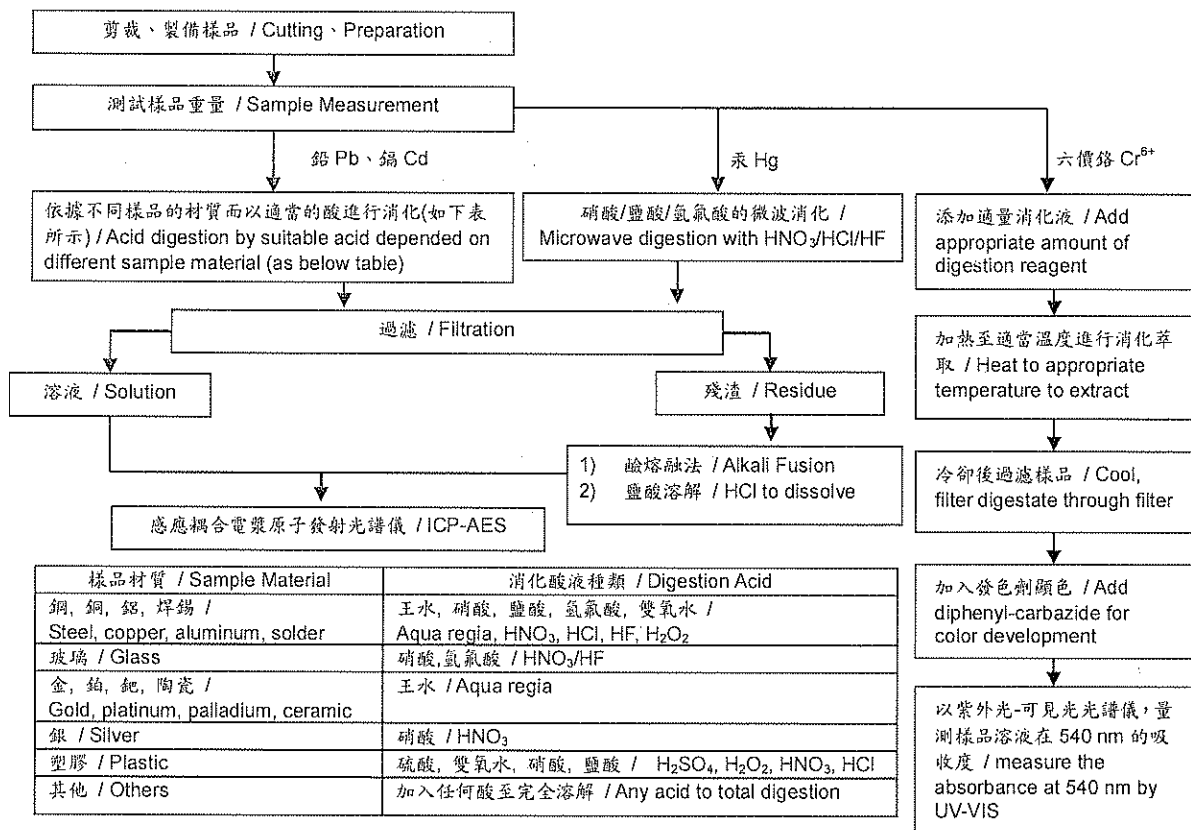 剪裁、製備樣品 / Cutting、Preparation
測試樣品重量 / Sample Measurement
鉛 Pb、鎘 Cd
汞 Hg
六價鉻 Cr⁶⁺
依據不同樣品的材質而以適當的酸進行消化(如下表
所示) / Acid digestion by suitable acid depended on
different sample material (as below table)
硝酸/鹽酸/氫氟酸的微波消化 /
Microwave digestion with HNO₃/HCl/HF
添加適量消化液 / Add
appropriate amount of
digestion reagent
過濾 / Filtration
加熱至適當溫度進行消化萃
取 / Heat to appropriate
temperature to extract
溶液 / Solution
殘渣 / Residue
1) 鹼熔融法 / Alkali Fusion
2) 鹽酸溶解 / HCl to dissolve
冷卻後過濾樣品 / Cool,
filter digestate through filter
感應耦合電漿原子發射光譜儀 / ICP-AES
樣品材質 / Sample Material
消化酸液種類 / Digestion Acid
鋼, 銅, 鋁, 焊錫 /
Steel, copper, aluminum, solder
王水, 硝酸, 鹽酸, 氫氟酸, 雙氧水 /
Aqua regia, HNO₃, HCl, HF, H₂O₂
玻璃 / Glass
硝酸,氫氟酸 / HNO₃/HF
金, 鉑, 鈀, 陶瓷 /
Gold, platinum, palladium, ceramic
王水 / Aqua regia
銀 / Silver
硝酸 / HNO₃
塑膠 / Plastic
硫酸, 雙氧水, 硝酸, 鹽酸 / H₂SO₄, H₂O₂, HNO₃, HCl
其他 / Others
加入任何酸至完全溶解 / Any acid to total digestion
加入發色劑顯色 / Add
diphenyl-carbazide for
color development
以紫外光-可見光光譜儀，量
測樣品溶液在 540 nm 的吸
收度 / measure the
absorbance at 540 nm by
UV-VIS